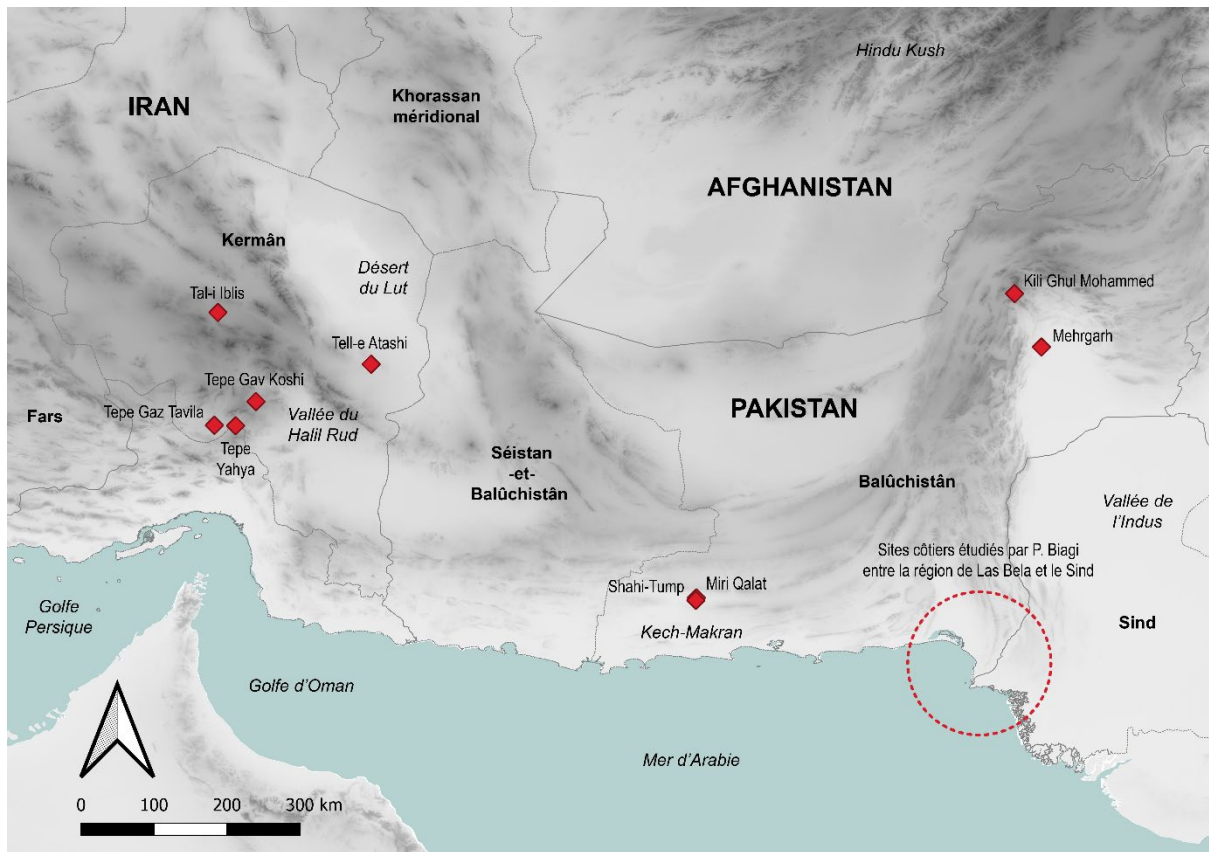 Hindu Kush
IRAN
Khorassan
méridional
AFGHANISTAN
Kermân
Désert
du Lut
Tal-i Iblis
Kili Ghul Mohammed
Tell-e Atashi
Mehrgarh
Tepe Gav Koshi
Tepe Gaz Tavila
Fars
Vallée du
Halil Rud
PAKISTAN
Tepe
Yahya
Séistan
-et-
Balûchistân
Balûchistân
Vallée de
l'Indus
Sites côtiers étudiés par P. Biagi
entre la région de Las Bela et le Sind
Shahi-Tump
Miri Qalat
Golfe
Persique
Kech-Makran
Sind
Golfe d'Oman
Mer d'Arabie
0 100 200 300 km